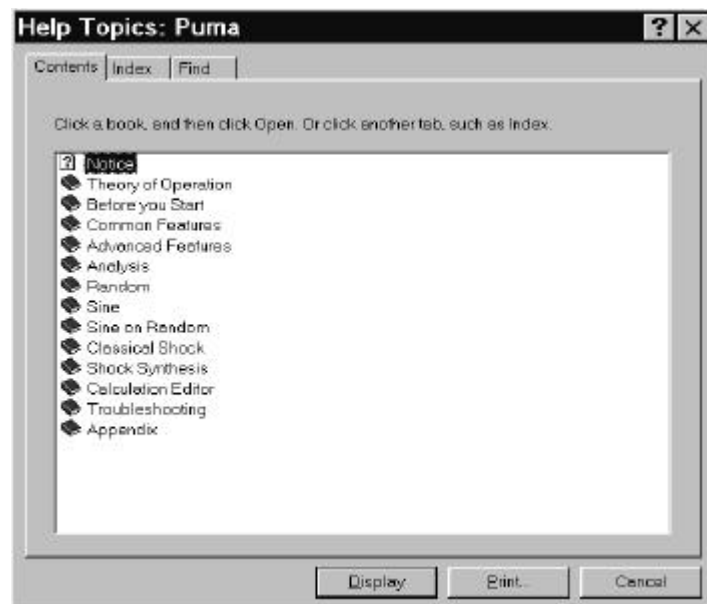 Help Topics: Puma
Contents Index Find
Click a book, and then click Open. Or click another tab, such as Index.
Notice
Theory of Operation
Before you Start
Common Features
Advanced Features
Analysis
Random
Sine
Sine on Random
Classical Shock
Shock Synthesis
Calculation Editor
Troubleshooting
Appendix
Display Print... Cancel